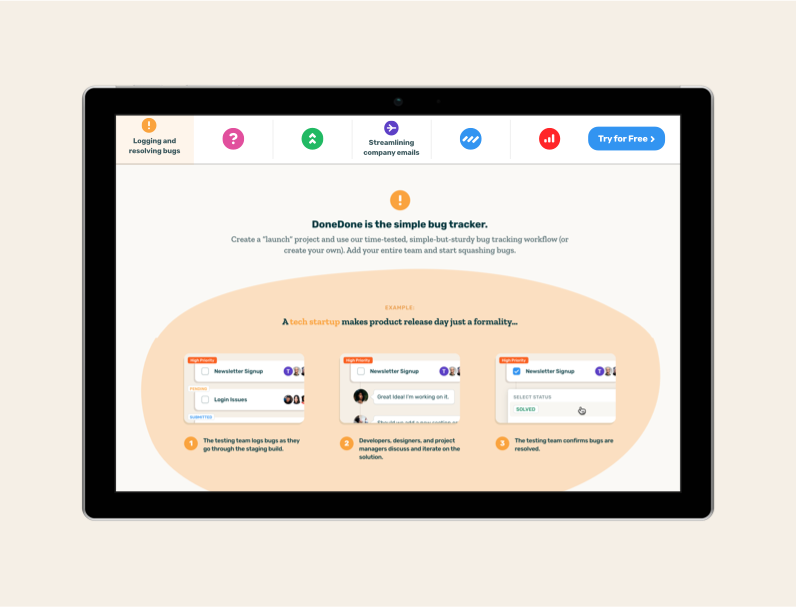 Logging and
resolving bugs
?
Streamlining
company emails
Try for Free >
!
DoneDone is the simple bug tracker.
Create a "launch" project and use our time-tested, simple-but-sturdy bug tracking workflow (or
create your own). Add your entire team and start squashing bugs.
EXAMPLE:
A tech startup makes product release day just a formality...
High Priority
Newsletter Signup
T
PENDING
Login Issues
SUBMITTED
1
The testing team logs bugs as they
go through the staging build.
High Priority
Newsletter Signup
T
Great idea! I'm working on it.
Should we add a new section
2
Developers, designers, and project
managers discuss and iterate on the
solution.
High Priority
Newsletter Signup
T
SELECT STATUS
SOLVED
3
The testing team confirms bugs are
resolved.